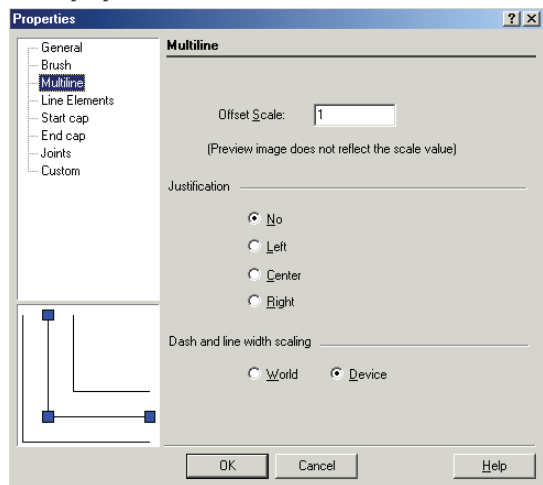 Properties
General
Brush
Multiline
Line Elements
Start cap
End cap
Joints
Custom
Multiline
Offset Scale: 1
(Preview image does not reflect the scale value)
Justification
No
Left
Center
Right
Dash and line width scaling
World Device
OK Cancel Help